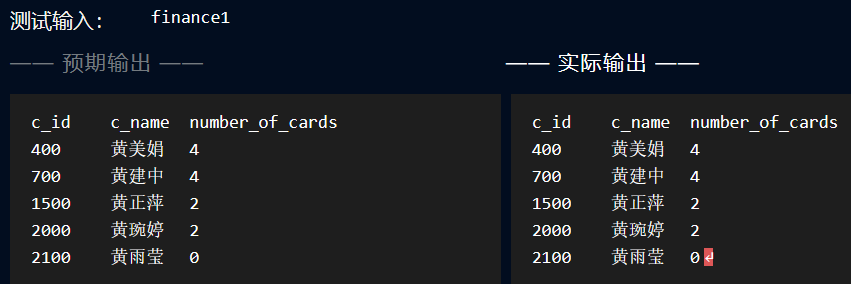 测试输入: finance1
—— 预期输出 ——
c_id c_name number_of_cards
400 黄美娟 4
700 黄建中 4
1500 黄正萍 2
2000 黄琬婷 2
2100 黄雨莹 0
—— 实际输出 ——
c_id c_name number_of_cards
400 黄美娟 4
700 黄建中 4
1500 黄正萍 2
2000 黄琬婷 2
2100 黄雨莹 0↵